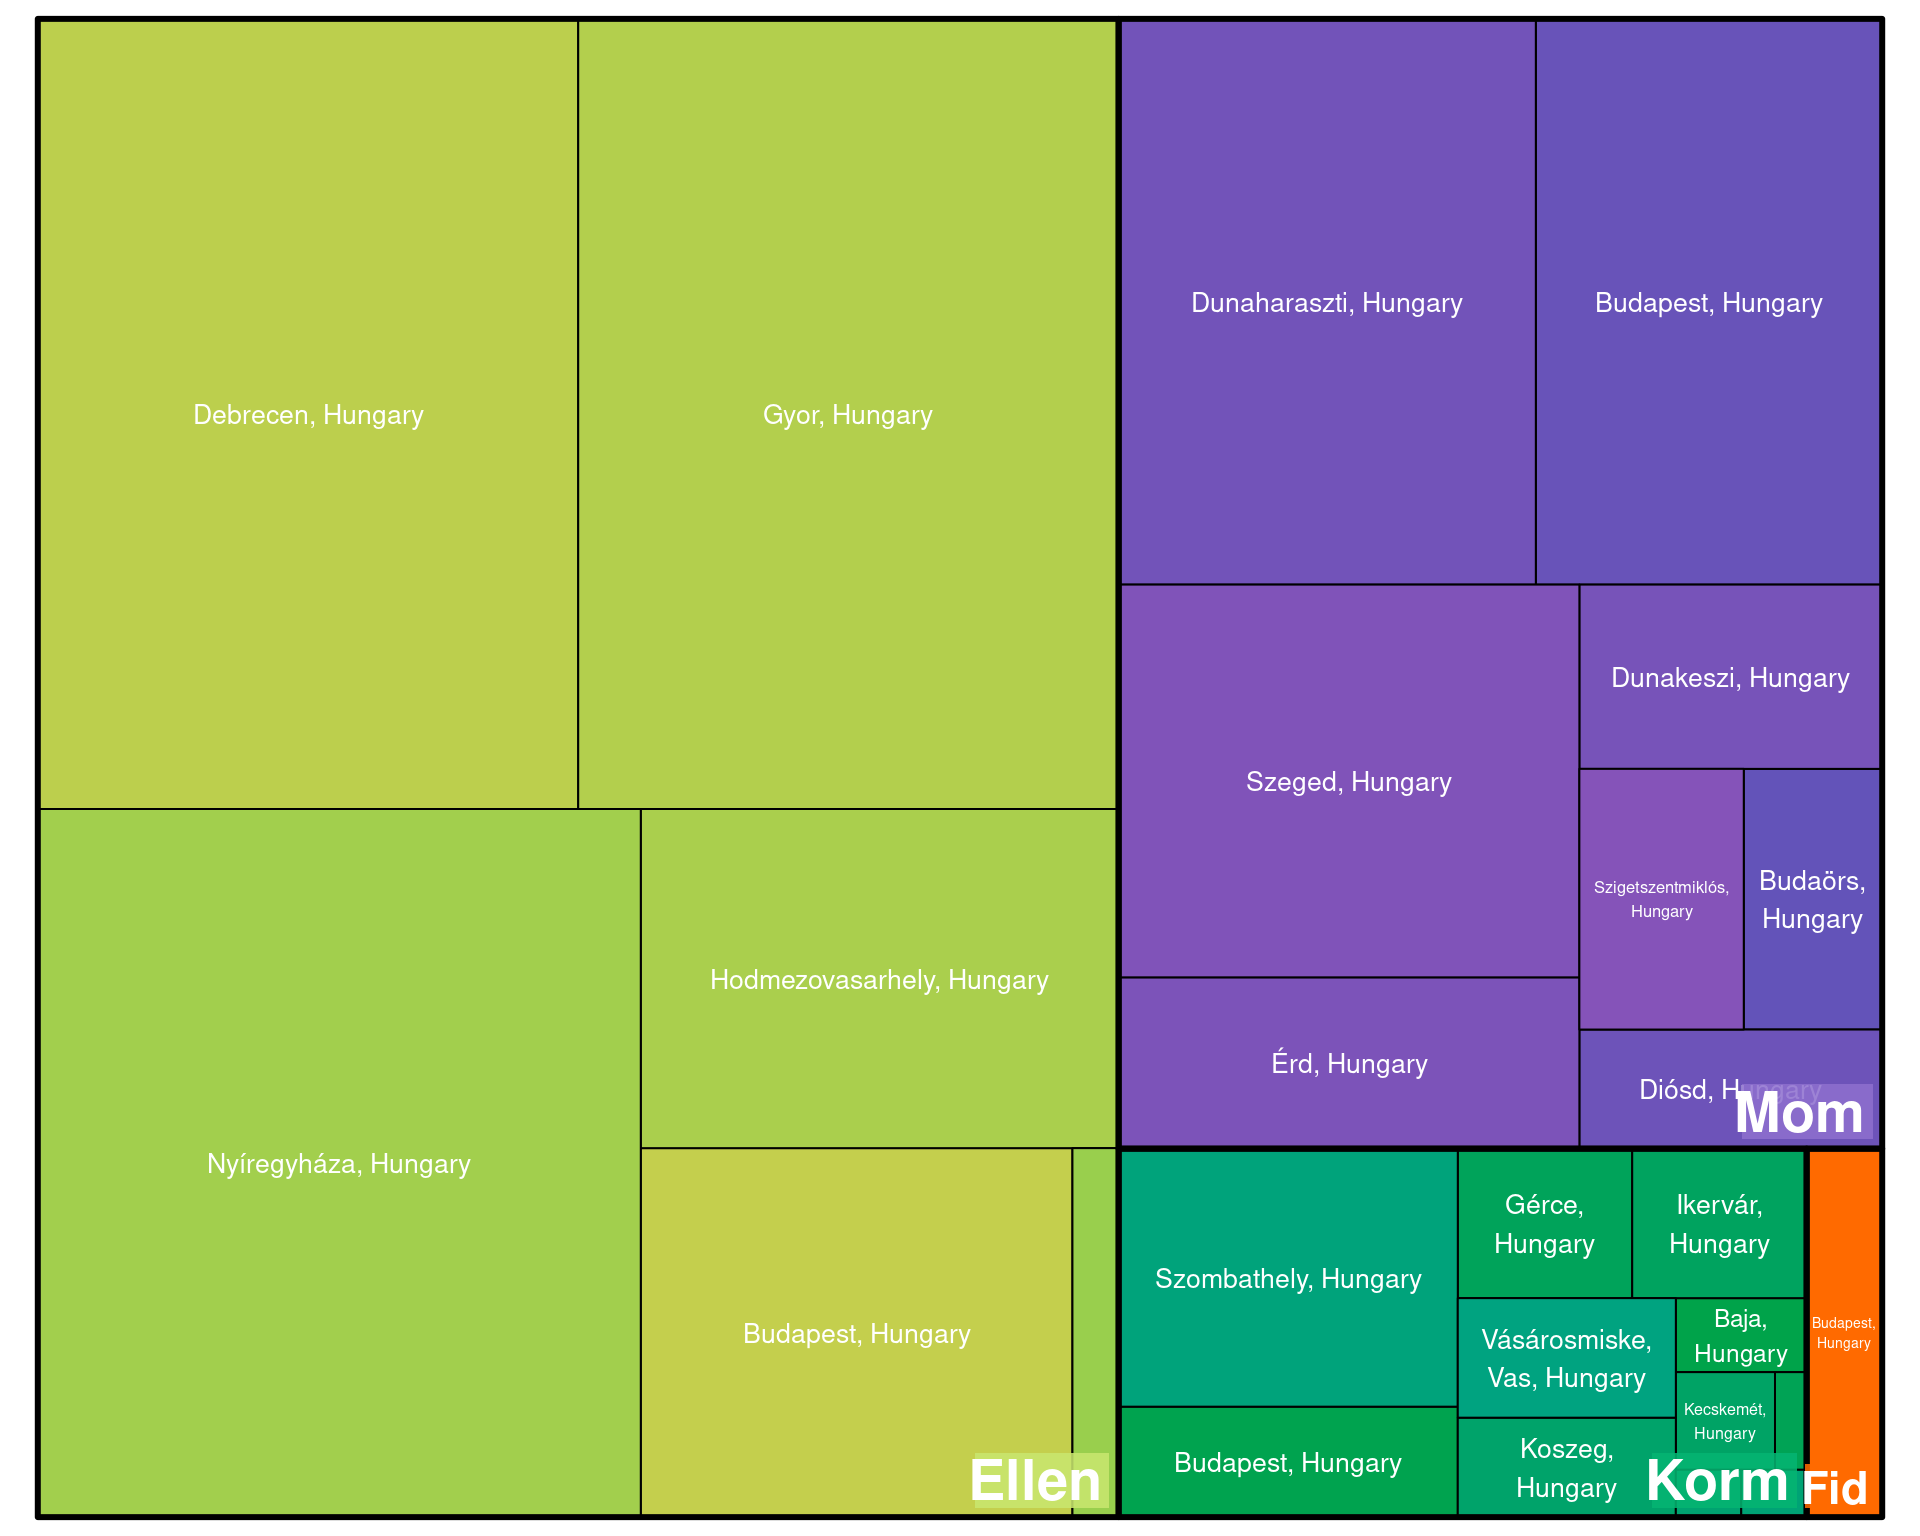 Debrecen, Hungary
Gyor, Hungary
Nyíregyháza, Hungary
Hodmezovasarhely, Hungary
Budapest, Hungary
Ellen
Dunaharaszti, Hungary
Budapest, Hungary
Szeged, Hungary
Dunakeszi, Hungary
Szigetszentmiklós,
Hungary
Budaörs,
Hungary
Érd, Hungary
Diósd, Hungary
Mom
Szombathely, Hungary
Budapest, Hungary
Gérce,
Hungary
Ikervár,
Hungary
Vásárosmiske,
Vas, Hungary
Baja,
Hungary
Kecskemét,
Hungary
Koszeg,
Hungary
Korm
Budapest,
Hungary
Fid